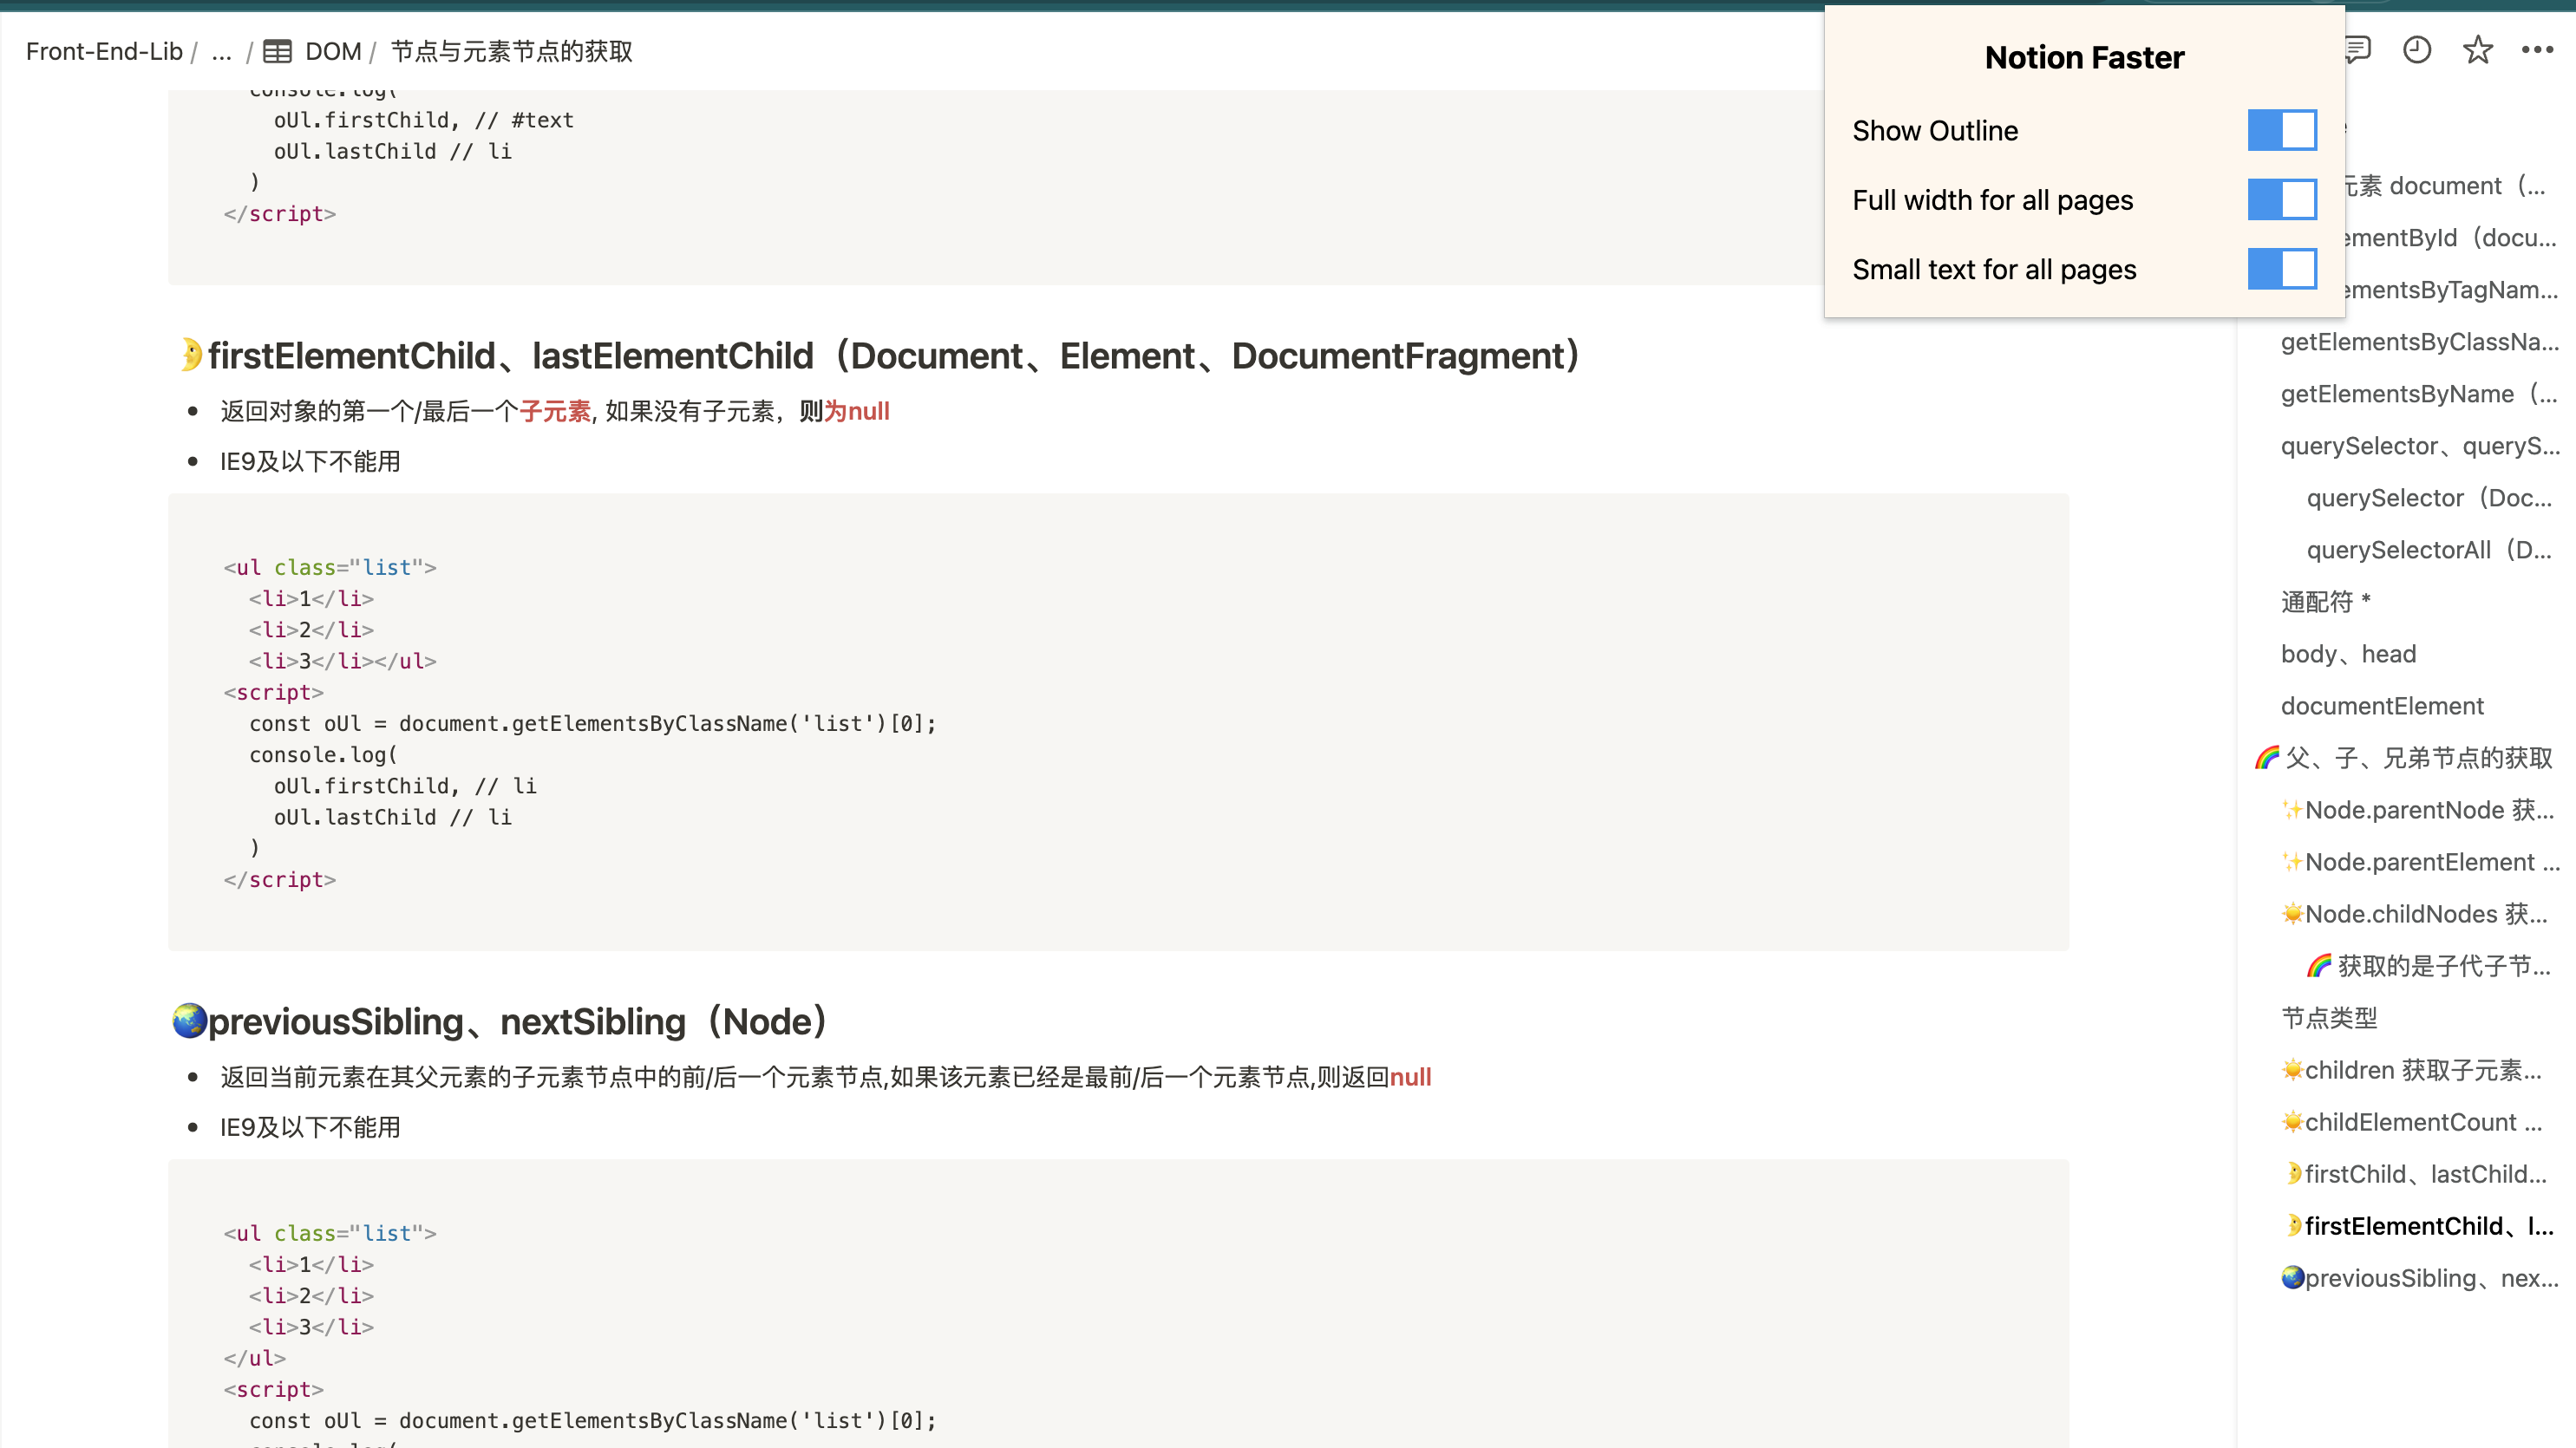 Front-End-Lib / ... / DOM / 节点与元素节点的获取
console.log(
oUl.firstChild, // #text
oUl.lastChild // li
)
</script>
🌛firstElementChild、lastElementChild（Document、Element、DocumentFragment）
• 返回对象的第一个/最后一个子元素, 如果没有子元素，则为null
• IE9及以下不能用
<ul class="list">
<li>1</li>
<li>2</li>
<li>3</li></ul>
<script>
const oUl = document.getElementsByClassName('list')[0];
console.log(
oUl.firstChild, // li
oUl.lastChild // li
)
</script>
🌏previousSibling、nextSibling（Node）
• 返回当前元素在其父元素的子元素节点中的前/后一个元素节点,如果该元素已经是最前/后一个元素节点,则返回null
• IE9及以下不能用
<ul class="list">
<li>1</li>
<li>2</li>
<li>3</li>
</ul>
<script>
const oUl = document.getElementsByClassName('list')[0];
console.log(
Notion Faster
Show Outline
Full width for all pages
Small text for all pages
元素 document（...
ementById（docu...
ementsByTagNam...
getElementsByClassNa...
getElementsByName（...
querySelector、queryS...
querySelector（Doc...
querySelectorAll（D...
通配符 *
body、head
documentElement
🌈 父、子、兄弟节点的获取
✨Node.parentNode 获...
✨Node.parentElement ...
☀️Node.childNodes 获...
🌈 获取的是子代子节...
节点类型
☀️children 获取子元素...
☀️childElementCount ...
🌛firstChild、lastChild...
🌛firstElementChild、l...
🌏previousSibling、nex...